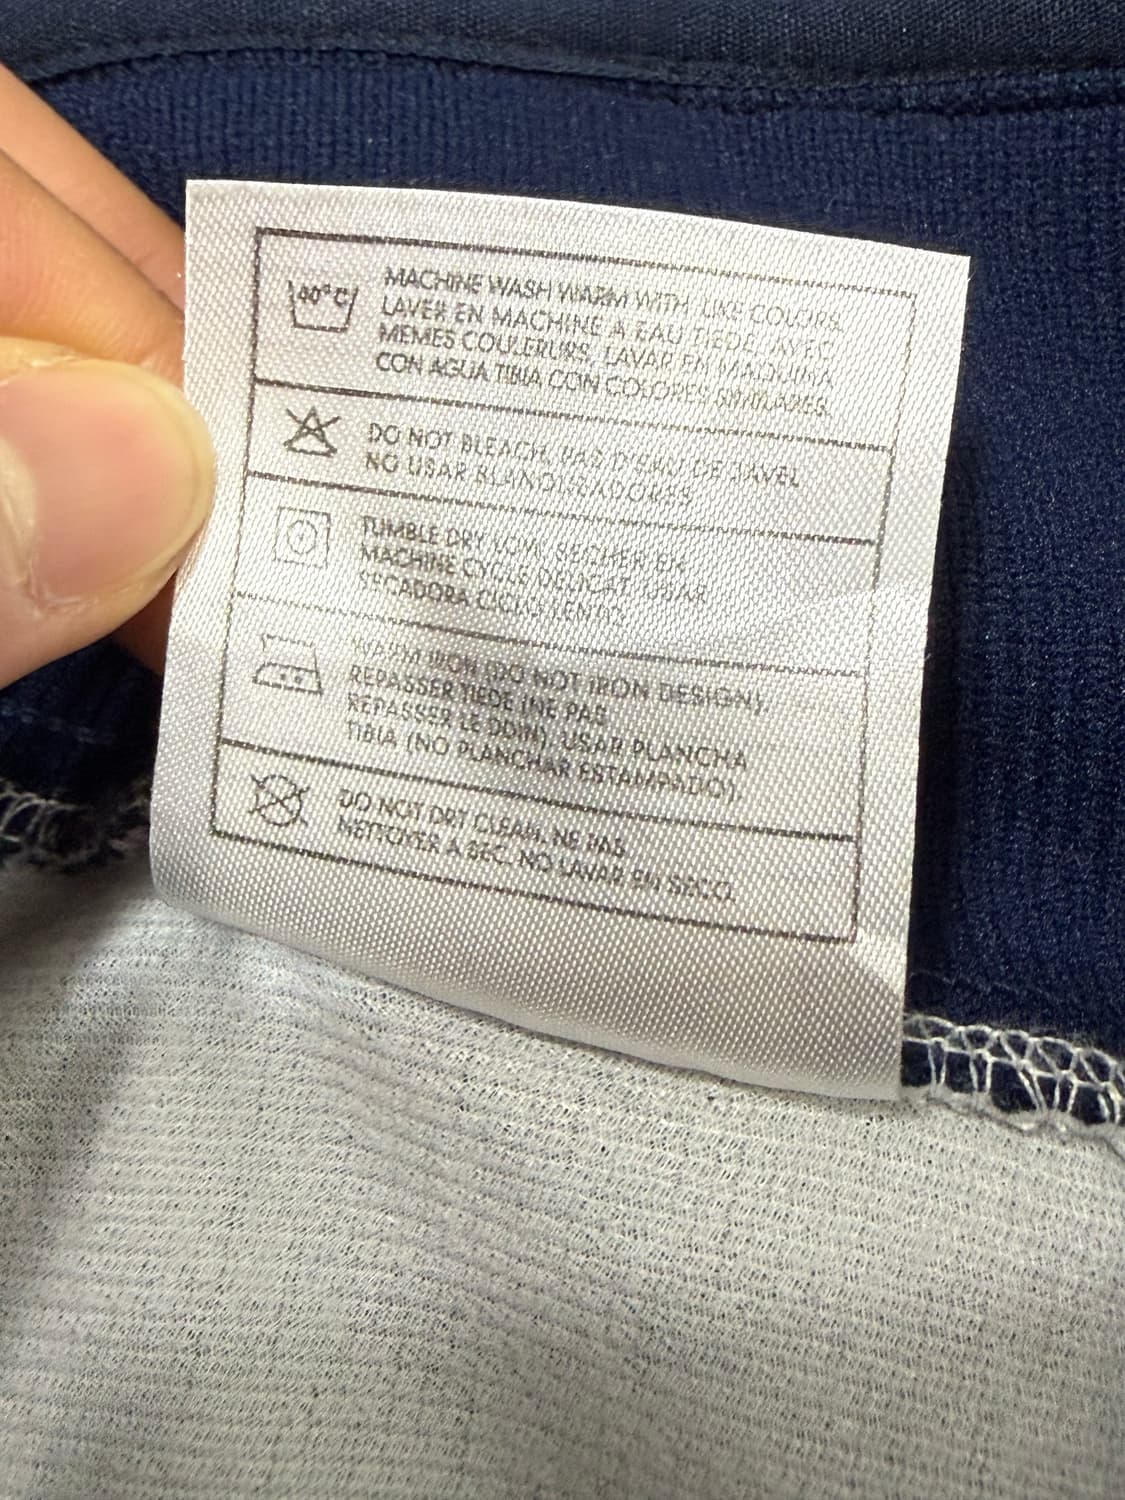 40°C
MACHINE WASH WARM WITH LIKE COLORS.
LAVER EN MACHINE A EAU TIEDE, AVEC
MEMES COULERURS. LAVAR EN MAQUINA
CON AGUA TIBIA CON COLORES SIMILARES.
DO NOT BLEACH. PAS D'EAU DE JAVEL
NO USAR BLANQUEADORES
TUMBLE DRY LOW. SECHER EN
MACHINE CYCLE DELICAT. USAR
SECADORA CICLO LENTO.
WARM IRON (DO NOT IRON DESIGN).
REPASSER TIEDE (NE PAS
REPASSER LE DDIN). USAR PLANCHA
TIBIA (NO PLANCHAR ESTAMPADO).
DO NOT DRY CLEAN. NE PAS
NETTOYER A SEC. NO LAVAR EN SECO.